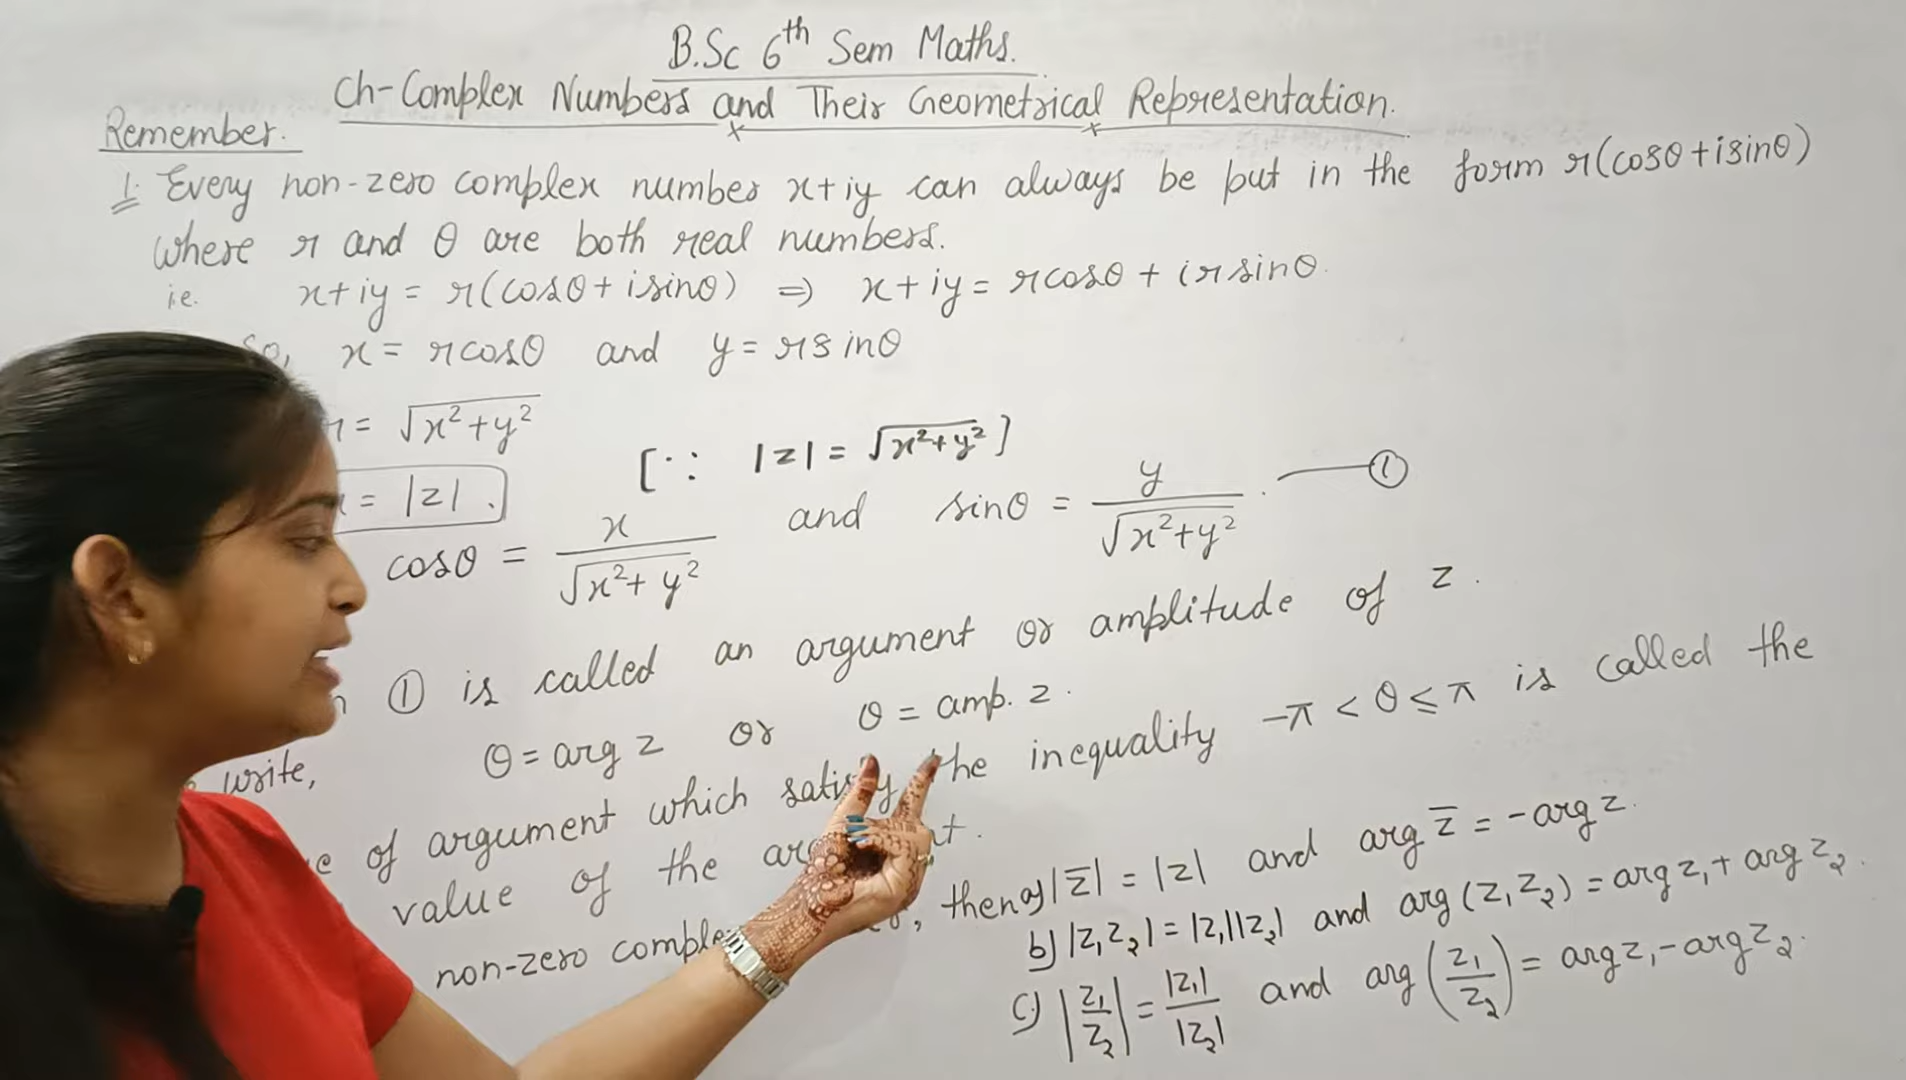 B.Sc 6th Sem Maths.
Ch-Complex Numbers and Their Geometrical Representation.
Remember.
1. Every non-zero complex number x+iy can always be put in the form r(cosθ+isinθ)
where r and θ are both real numbers.
i.e. x+iy = r(cosθ+isinθ) ⇒ x+iy = rcosθ + irsinθ.
So, x = rcosθ and y = rsinθ
r = √x²+y² [∵ |z| = √x²+y²]
= |z|.
cosθ = x/√x²+y² and sinθ = y/√x²+y². ——①
① is called an argument or amplitude of z.
write, θ = arg z or θ = amp. z.
of argument which satisfy the inequality -π < θ ≤ π is called the
value of the
non-zero , then a) |z̅| = |z| and arg z̅ = -arg z.
b) |z₁z₂| = |z₁||z₂| and arg (z₁z₂) = arg z₁ + arg z₂.
c) |z₁/z₂| = |z₁|/|z₂| and arg (z₁/z₂) = arg z₁ - arg z₂.